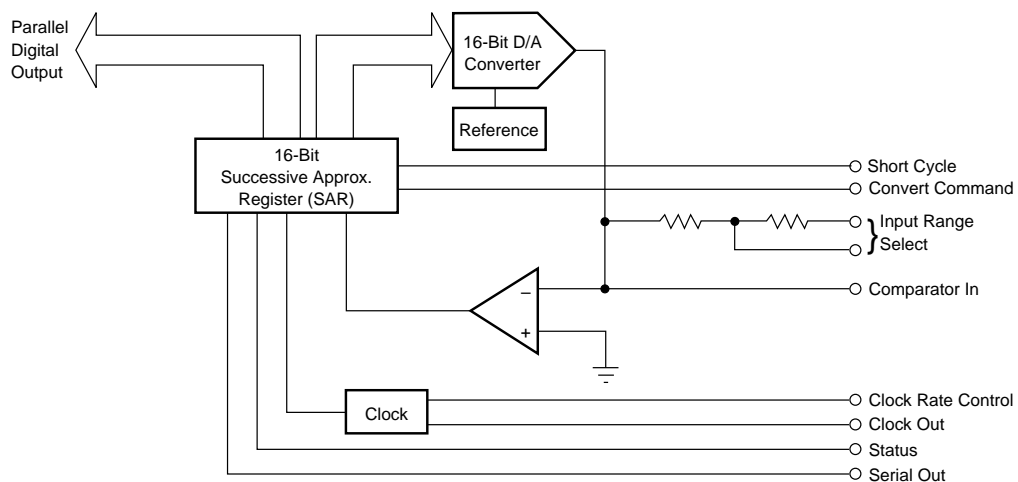 Parallel
Digital
Output
16-Bit D/A
Converter
Reference
16-Bit
Successive Approx.
Register (SAR)
Short Cycle
Convert Command
Input Range
Select
}
–
+
Comparator In
Clock
Clock Rate Control
Clock Out
Status
Serial Out